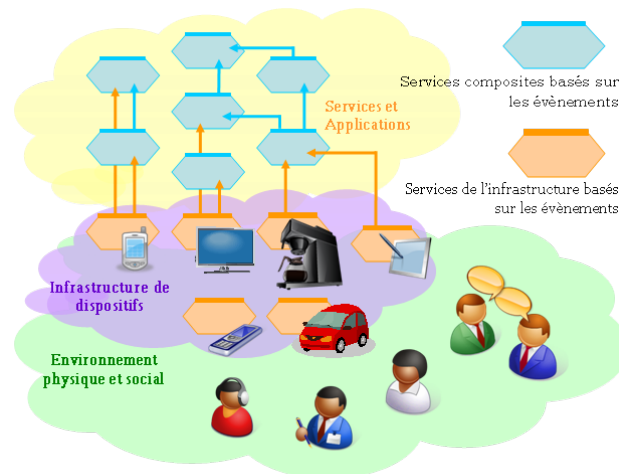 Services composites basés sur
les évènements
Services et
Applications
Services de l'infrastructure basés
sur les évènements
Infrastructure de
dispositifs
Environnement
physique et social